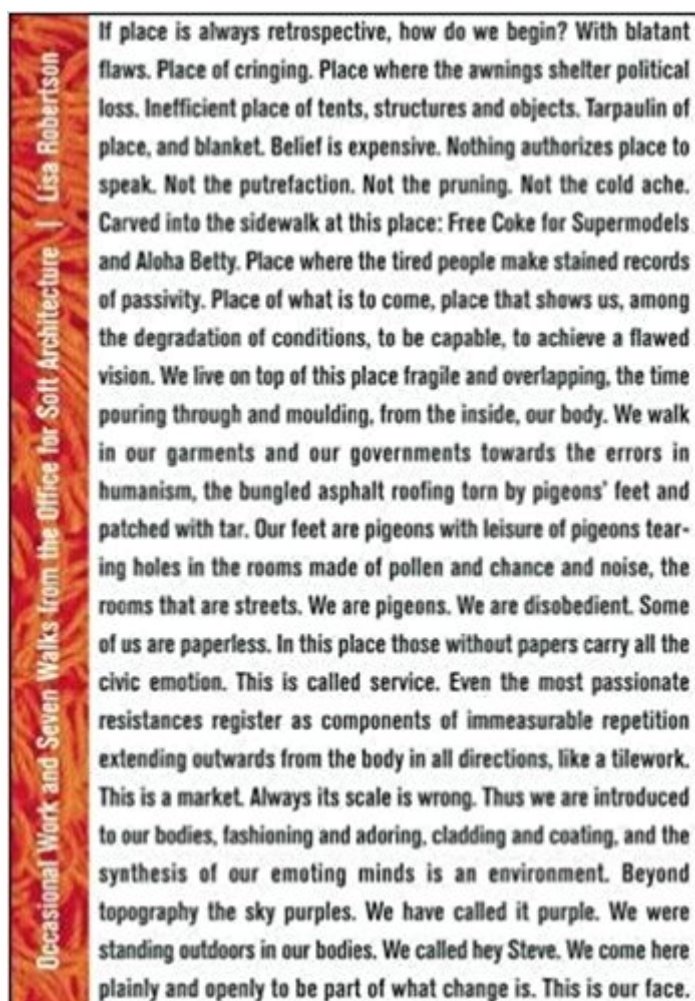 Occasional Work and Seven Walks from the Office for Soft Architecture | Lisa Robertson
If place is always retrospective, how do we begin? With blatant
flaws. Place of cringing. Place where the awnings shelter political
loss. Inefficient place of tents, structures and objects. Tarpaulin of
place, and blanket. Belief is expensive. Nothing authorizes place to
speak. Not the putrefaction. Not the pruning. Not the cold ache.
Carved into the sidewalk at this place: Free Coke for Supermodels
and Aloha Betty. Place where the tired people make stained records
of passivity. Place of what is to come, place that shows us, among
the degradation of conditions, to be capable, to achieve a flawed
vision. We live on top of this place fragile and overlapping, the time
pouring through and moulding, from the inside, our body. We walk
in our garments and our governments towards the errors in
humanism, the bungled asphalt roofing torn by pigeons' feet and
patched with tar. Our feet are pigeons with leisure of pigeons tear-
ing holes in the rooms made of pollen and chance and noise, the
rooms that are streets. We are pigeons. We are disobedient. Some
of us are paperless. In this place those without papers carry all the
civic emotion. This is called service. Even the most passionate
resistances register as components of immeasurable repetition
extending outwards from the body in all directions, like a tilework.
This is a market. Always its scale is wrong. Thus we are introduced
to our bodies, fashioning and adoring, cladding and coating, and the
synthesis of our emoting minds is an environment. Beyond
topography the sky purples. We have called it purple. We were
standing outdoors in our bodies. We called hey Steve. We come here
plainly and openly to be part of what change is. This is our face.